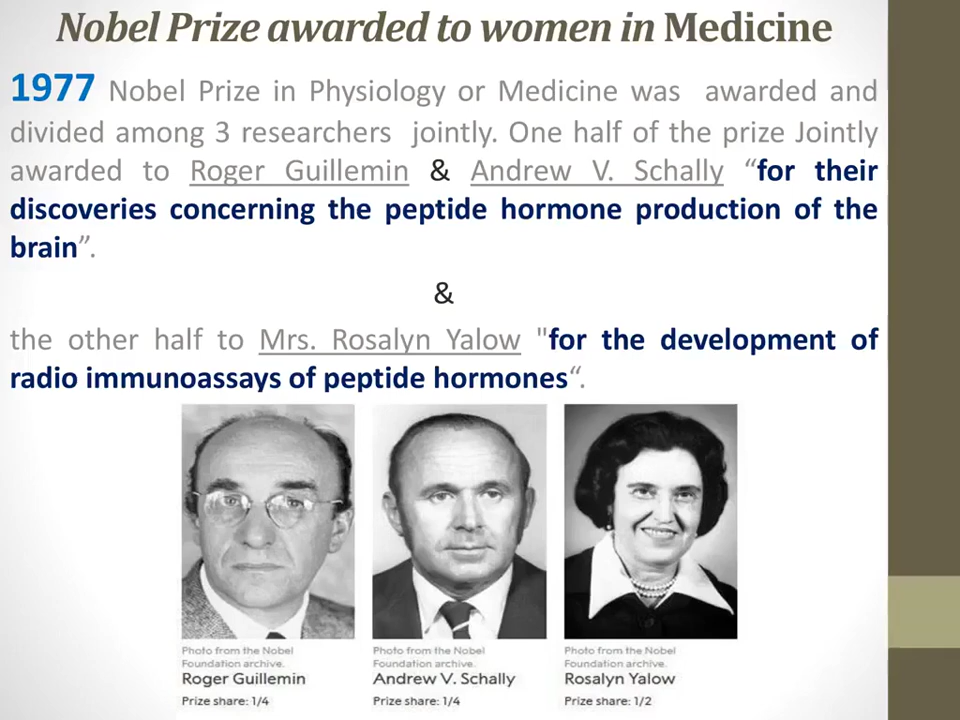 Nobel Prize awarded to women in Medicine
1977 Nobel Prize in Physiology or Medicine was awarded and
divided among 3 researchers jointly. One half of the prize Jointly
awarded to Roger Guillemin & Andrew V. Schally “for their
discoveries concerning the peptide hormone production of the
brain”.
&
the other half to Mrs. Rosalyn Yalow "for the development of
radio immunoassays of peptide hormones“.
Photo from the Nobel
Foundation archive.
Roger Guillemin
Prize share: 1/4
Photo from the Nobel
Foundation archive.
Andrew V. Schally
Prize share: 1/4
Photo from the Nobel
Foundation archive.
Rosalyn Yalow
Prize share: 1/2